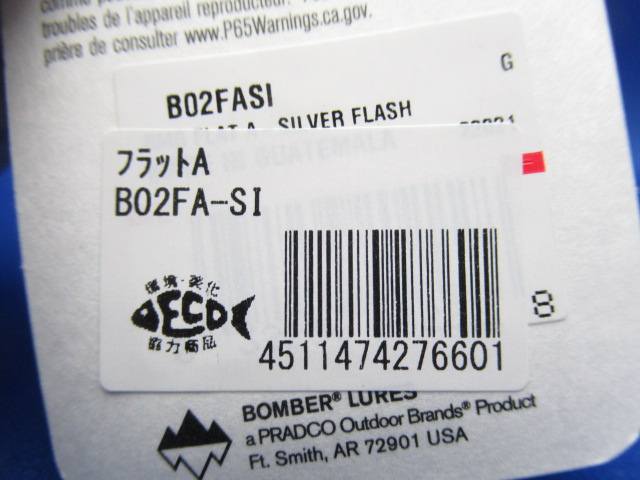 troubles de l'appareil reproducteur.
prière de consulter www.P65Warnings.ca.gov.
G
B02FASI
FLAT A SILVER FLASH
GUATEMALA
フラットA
B02FA-SI
環境・美化
ECO
協力商品
8
4511474276601
BOMBER® LURES
a PRADCO Outdoor Brands® Product
Ft. Smith, AR 72901 USA